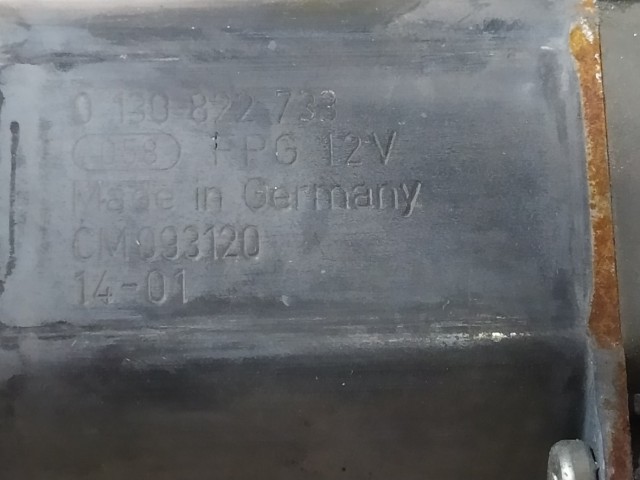 0 130 822 733
FPG 12V
Made in Germany
CM093120
14-01